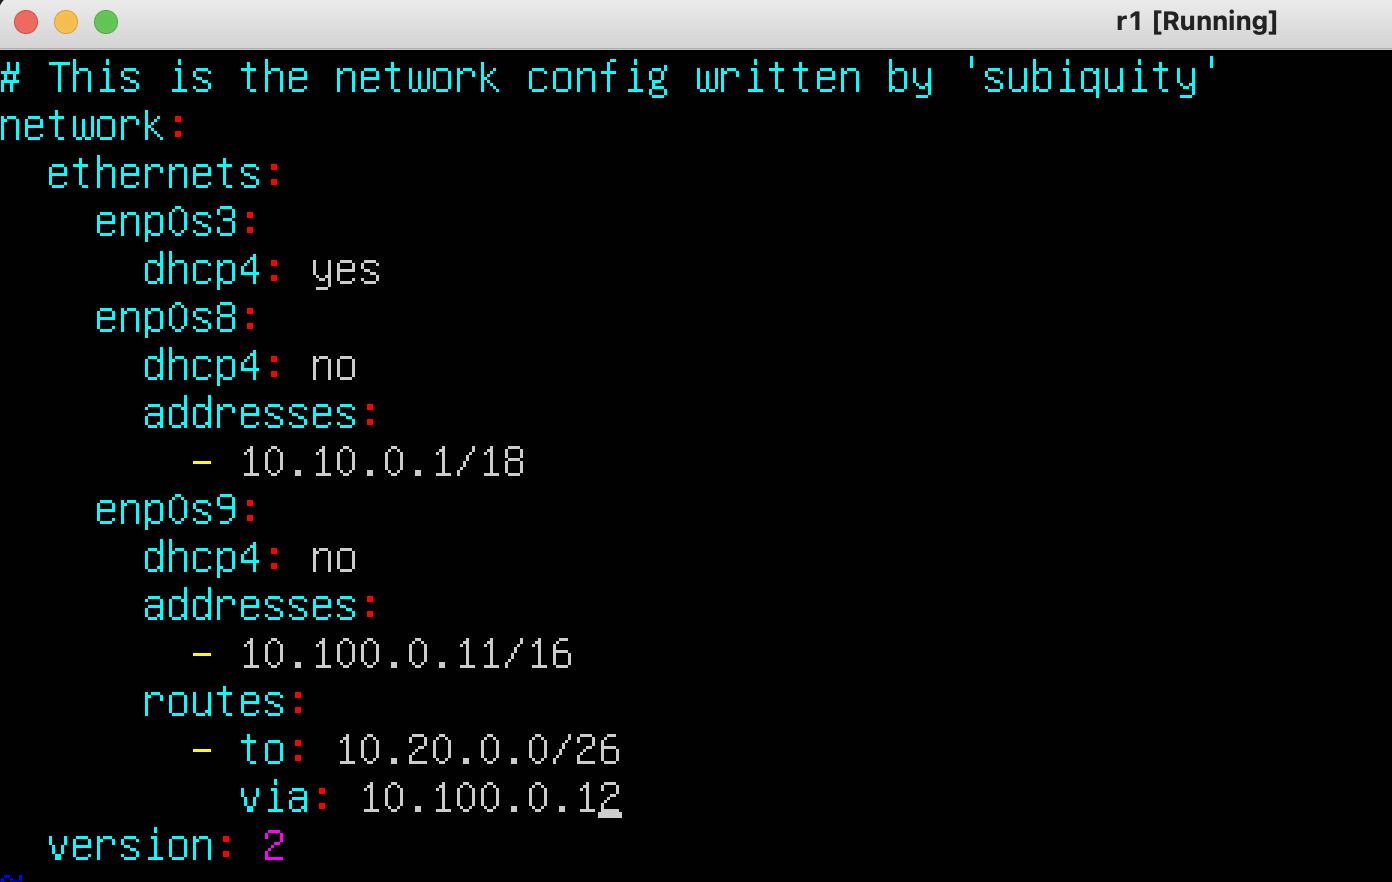 r1 [Running]
# This is the network config written by 'subiquity'
network:
  ethernets:
    enp0s3:
      dhcp4: yes
    enp0s8:
      dhcp4: no
      addresses:
        - 10.10.0.1/18
    enp0s9:
      dhcp4: no
      addresses:
        - 10.100.0.11/16
      routes:
        - to: 10.20.0.0/26
          via: 10.100.0.12
  version: 2